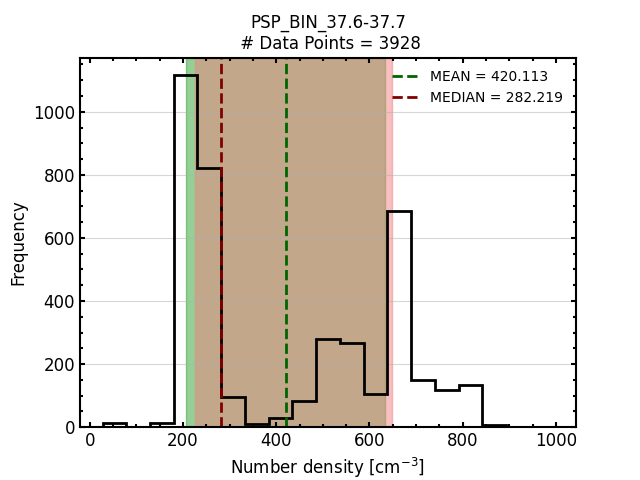 PSP_BIN_37.6-37.7
# Data Points = 3928
MEAN = 420.113
MEDIAN = 282.219
Frequency
1000
800
600
400
200
0
0 200 400 600 800 1000
Number density [cm⁻³]